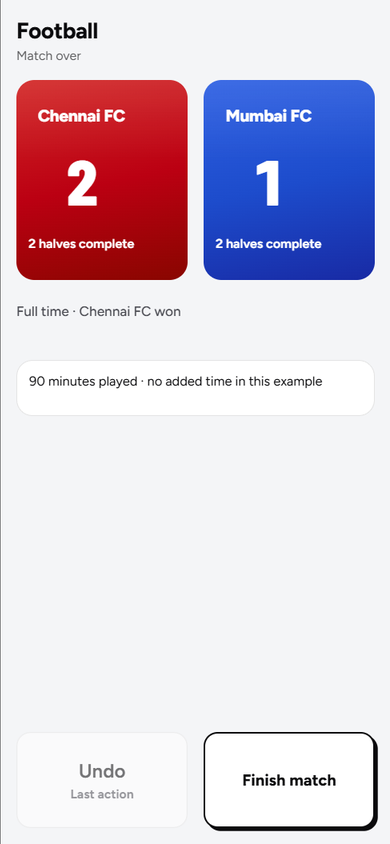 Football
Match over
Chennai FC
Mumbai FC
2
1
2 halves complete
2 halves complete
Full time · Chennai FC won
90 minutes played · no added time in this example
Undo
Last action
Finish match